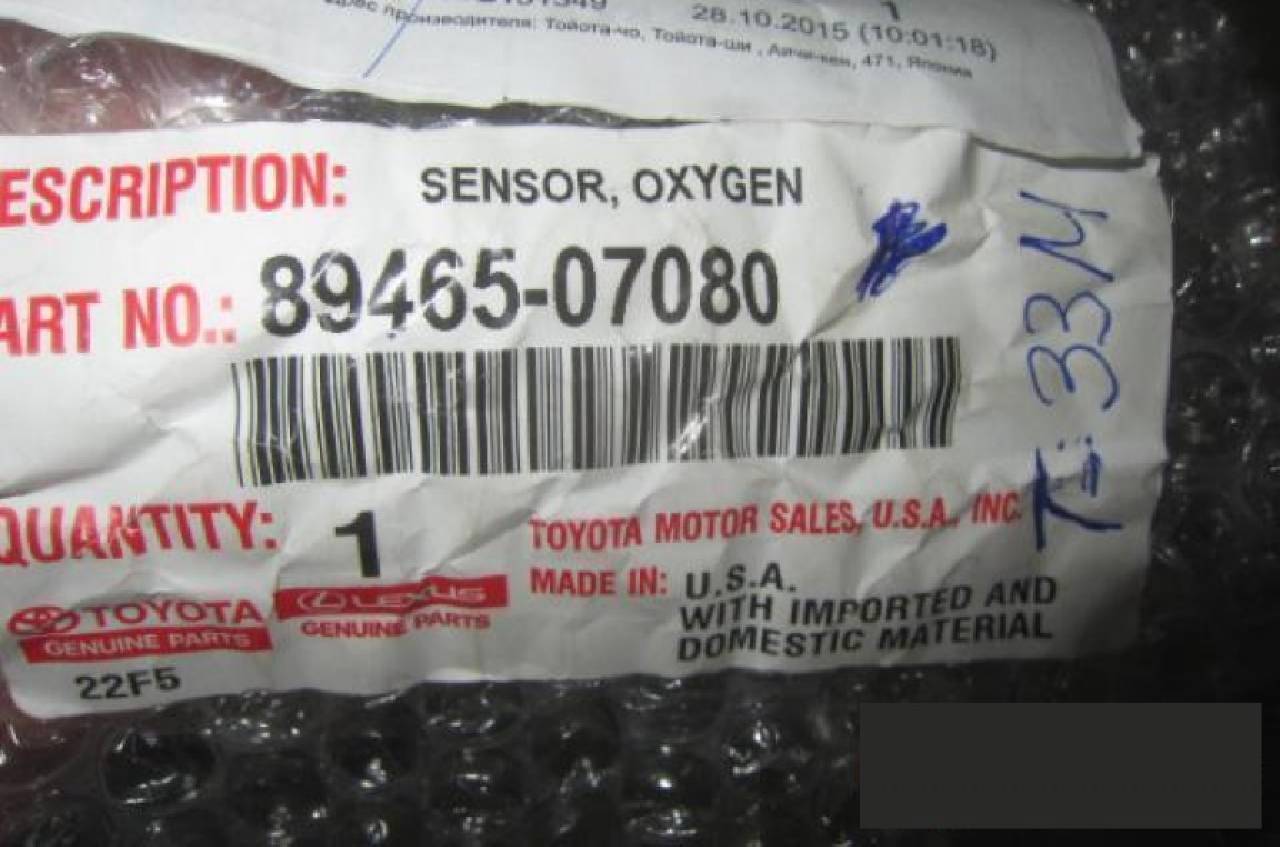 28.10.2015 (10:01:18)
1
производителя: Тойота-чо, Тойота-ши, Аичи-кен, 471, Япония
ESCRIPTION: SENSOR, OXYGEN
ART NO.: 89465-07080
QUANTITY: 1
TOYOTA MOTOR SALES, U.S.A., INC.
MADE IN: U.S.A.
WITH IMPORTED AND
DOMESTIC MATERIAL
TOYOTA
GENUINE PARTS
LEXUS
GENUINE PARTS
22F5